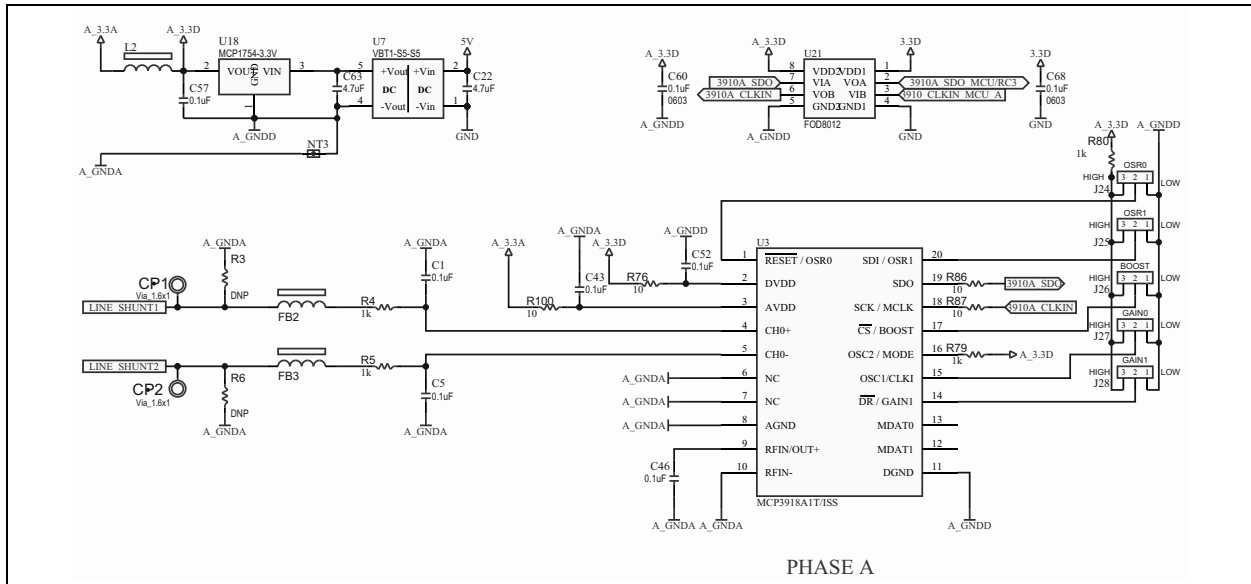 A_3.3A
A_3.3D
L2
U18
MCP1754-3.3V
2
VOUT
VIN
GND
3
1
C57
0.1uF
A_GNDD
C63
4.7uF
U7
VBT1-S5-S5
5
+Vout
+Vin
2
DC
DC
4
-Vout
-Vin
1
5V
C22
4.7uF
GND
NT3
A_GNDA
A_3.3D
C60
0.1uF
0603
A_GNDD
A_3.3D
U21
3.3D
8
VDD2
VDD1
1
3910A_SDO
7
VIA
VOA
2
3910A_SDO_MCU/RC3
3910A_CLKIN
6
VOB
VIB
3
3910_CLKIN_MCU_A
5
GND2
GND1
4
FOD8012
A_GNDD
GND
3.3D
C68
0.1uF
0603
GND
A_3.3D
A_GNDD
R80
1k
OSR0
HIGH
3 2 1
LOW
J24
OSR1
HIGH
3 2 1
LOW
J25
BOOST
HIGH
3 2 1
LOW
J26
GAIN0
HIGH
3 2 1
LOW
J27
GAIN1
HIGH
3 2 1
LOW
J28
A_GNDA
R3
DNP
CP1
Via_1.6x1
LINE_SHUNT1
FB2
R4
1k
A_GNDA
C1
0.1uF
LINE_SHUNT2
CP2
Via_1.6x1
R6
DNP
A_GNDA
FB3
R5
1k
C5
0.1uF
A_GNDA
A_3.3A
R100
10
A_GNDA
C43
0.1uF
A_3.3D
R76
10
A_GNDD
C52
0.1uF
U3
1
RESET / OSR0
SDI / OSR1
20
2
DVDD
SDO
19
R86
10
3910A_SDO
3
AVDD
SCK / MCLK
18
R87
10
3910A_CLKIN
4
CH0+
CS / BOOST
17
5
CH0-
OSC2 / MODE
16
R79
1k
A_3.3D
A_GNDA
6
NC
OSC1/CLKI
15
A_GNDA
7
NC
DR / GAIN1
14
A_GNDA
8
AGND
MDAT0
13
9
RFIN/OUT+
MDAT1
12
10
RFIN-
DGND
11
C46
0.1uF
A_GNDA
A_GNDA
MCP3918A1T/ISS
A_GNDD
PHASE A